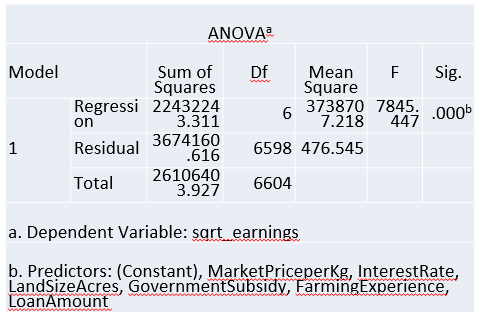 ANOVAa
Model Sum of Squares Df Mean Square F Sig.
1 Regression 22432243.311 6 3738707.218 7845.447 .000b
Residual 3674160.616 6598 476.545
Total 26106403.927 6604
a. Dependent Variable: sqrt_earnings
b. Predictors: (Constant), MarketPriceperKg, InterestRate,
LandSizeAcres, GovernmentSubsidy, FarmingExperience,
LoanAmount